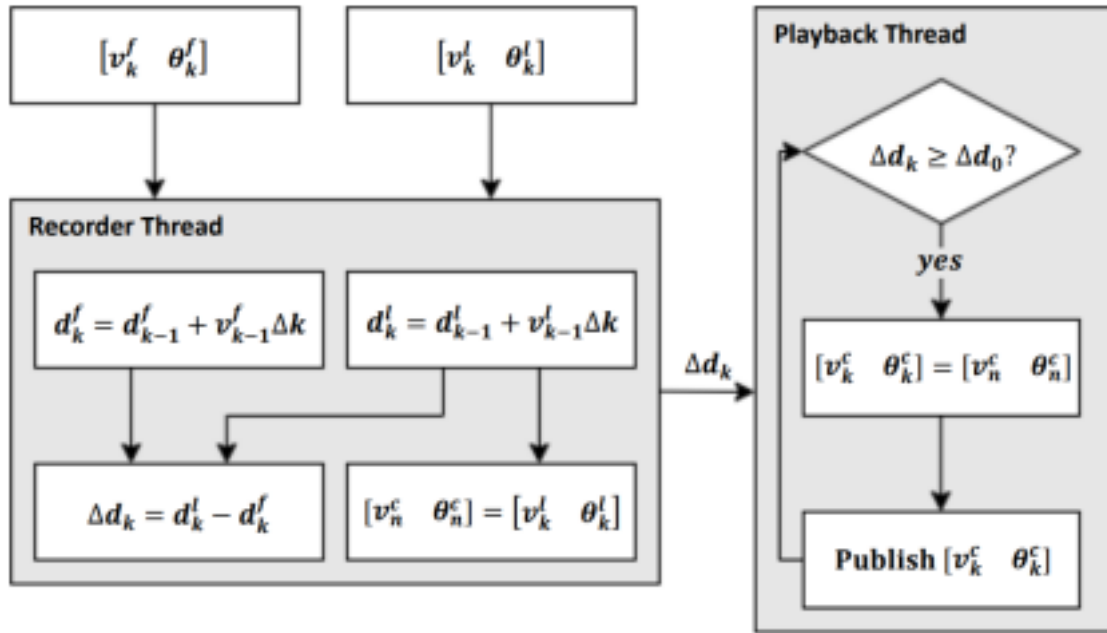 [v_k^f θ_k^f]
[v_k^l θ_k^l]
Recorder Thread
d_k^f = d_{k-1}^f + v_{k-1}^f Δk
d_k^l = d_{k-1}^l + v_{k-1}^l Δk
Δd_k = d_k^l − d_k^f
[v_n^c θ_n^c] = [v_k^l θ_k^l]
Δd_k
Playback Thread
Δd_k ≥ Δd_0?
yes
[v_k^c θ_k^c] = [v_n^c θ_n^c]
Publish [v_k^c θ_k^c]